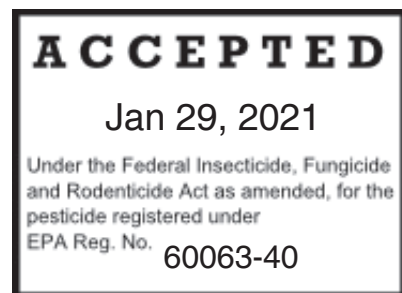 ACCEPTED
Jan 29, 2021
Under the Federal Insecticide, Fungicide
and Rodenticide Act as amended, for the
pesticide registered under
EPA Reg. No. 60063-40